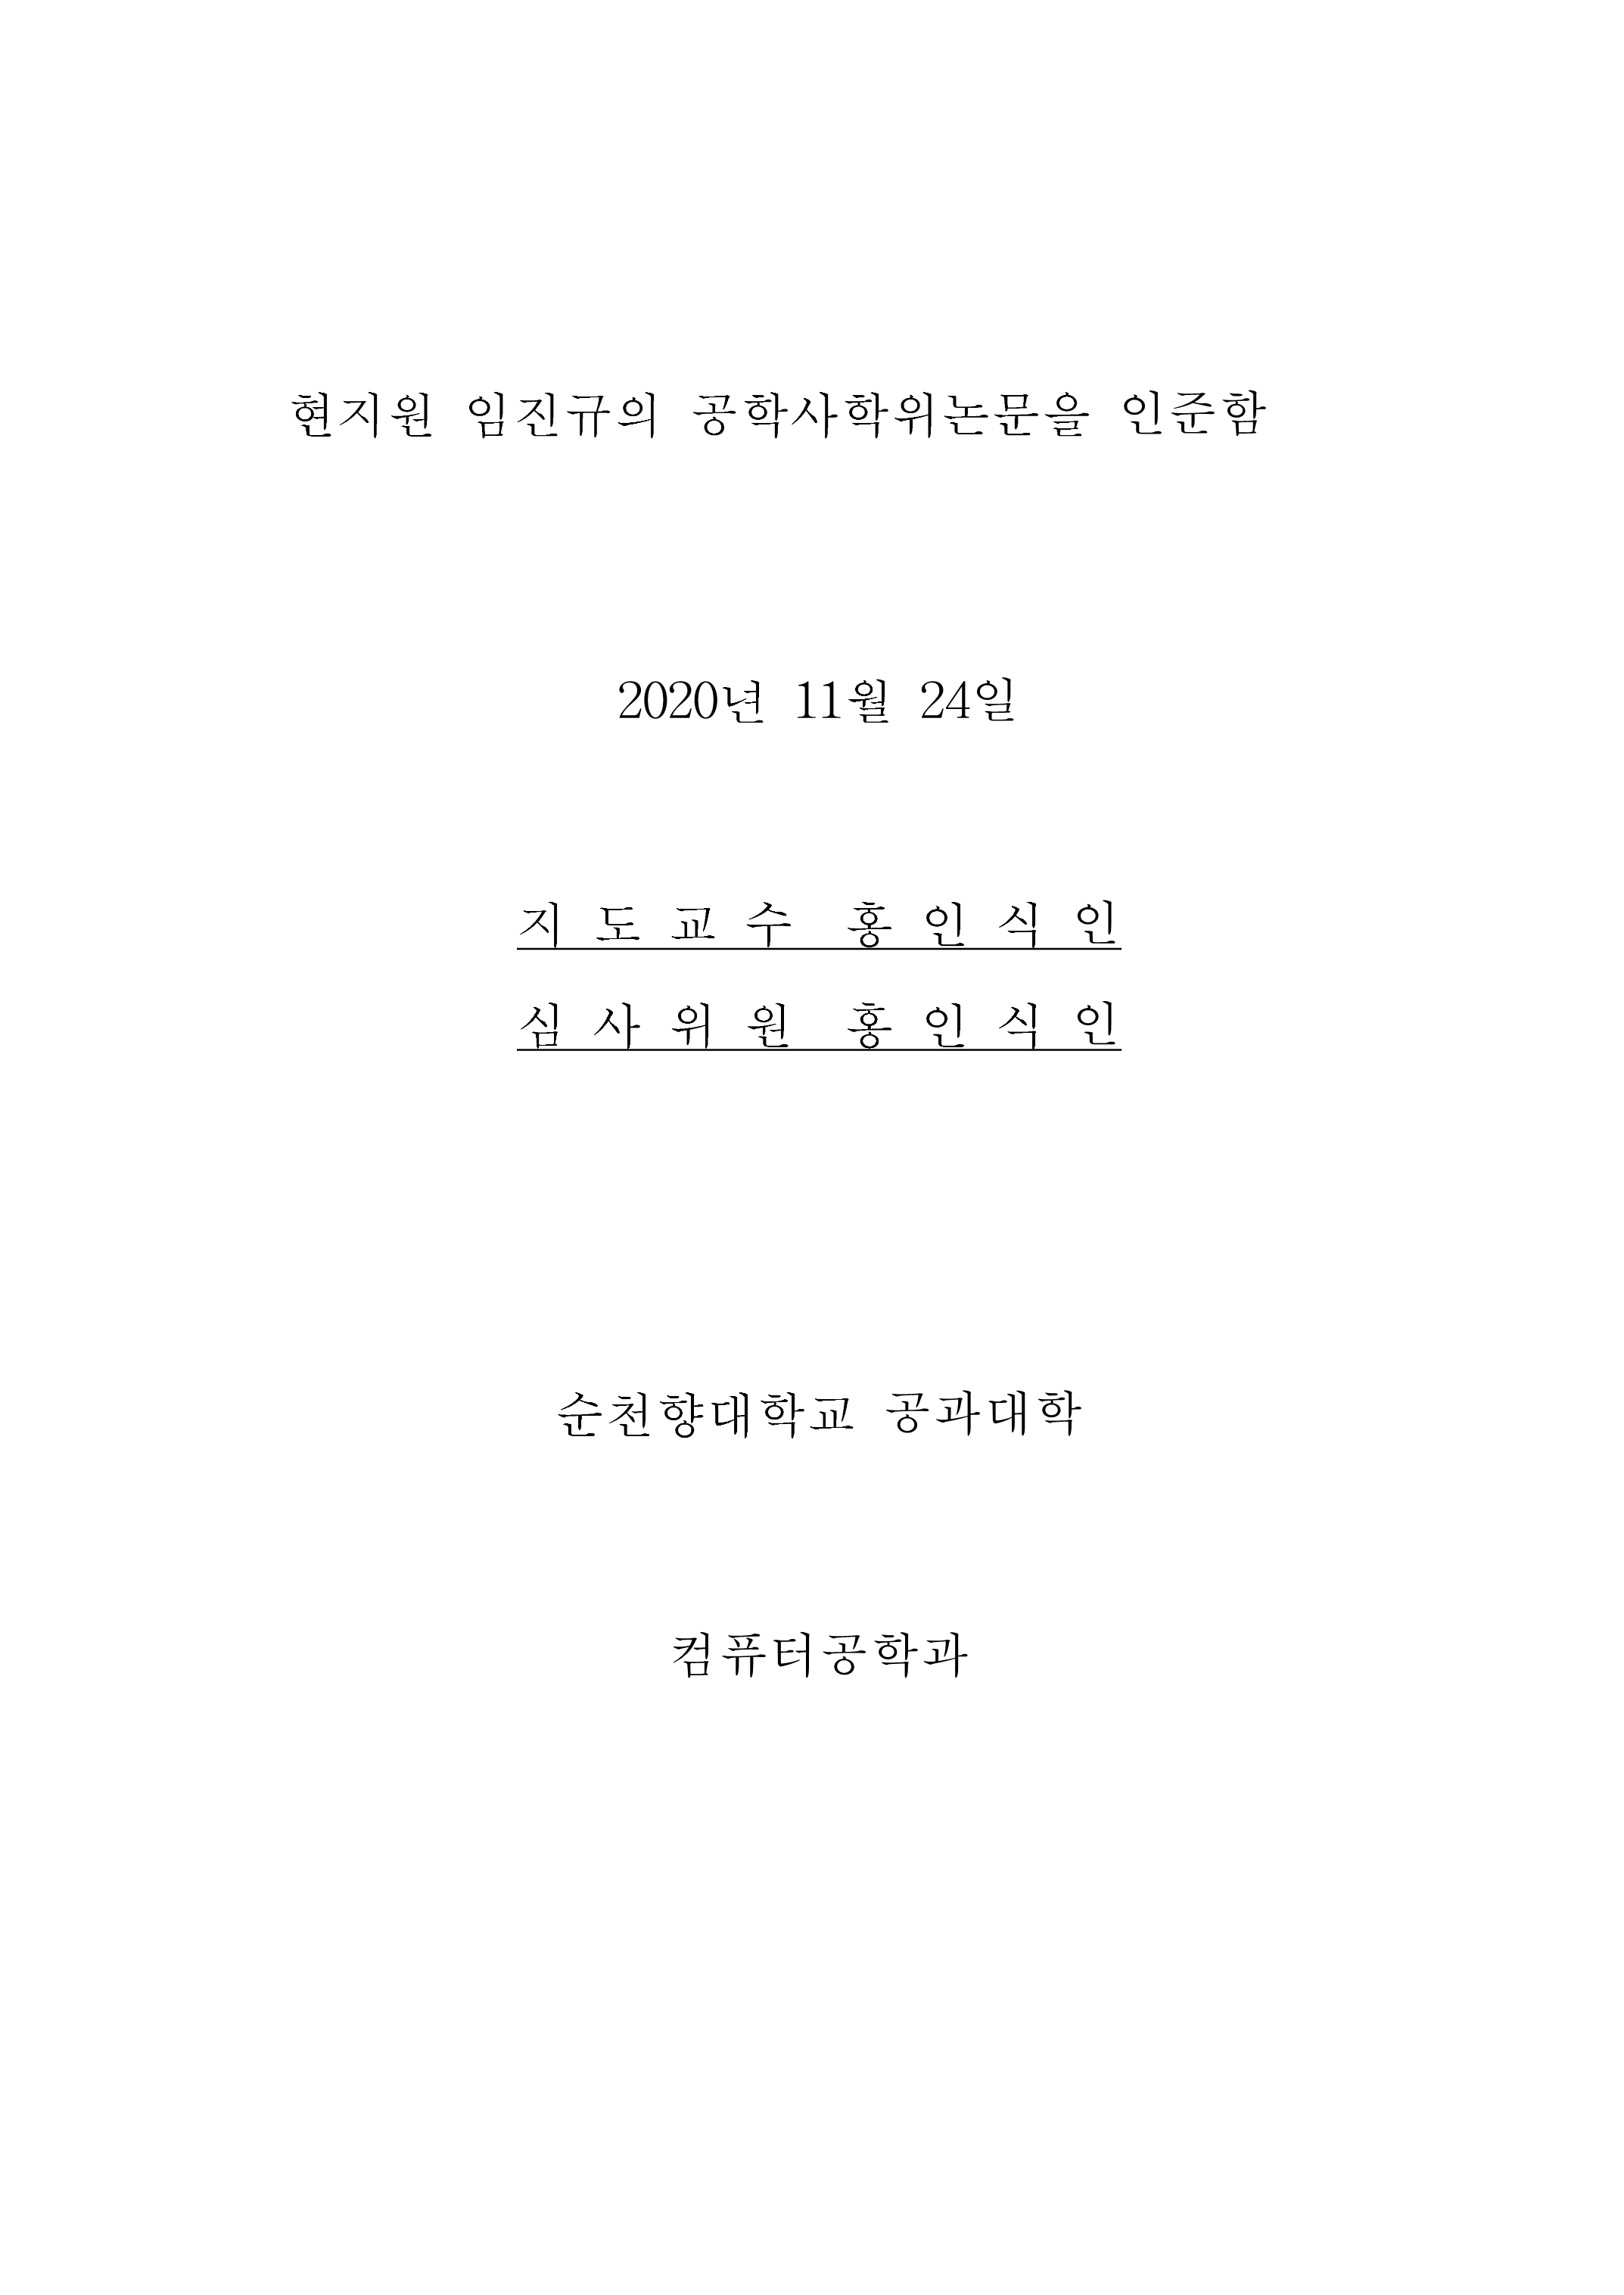 현지원 임진규의 공학사학위논문을 인준함
2020년 11월 24일
지 도 교 수 홍 인 식 인
심 사 위 원 홍 인 식 인
순천향대학교 공과대학
컴퓨터공학과